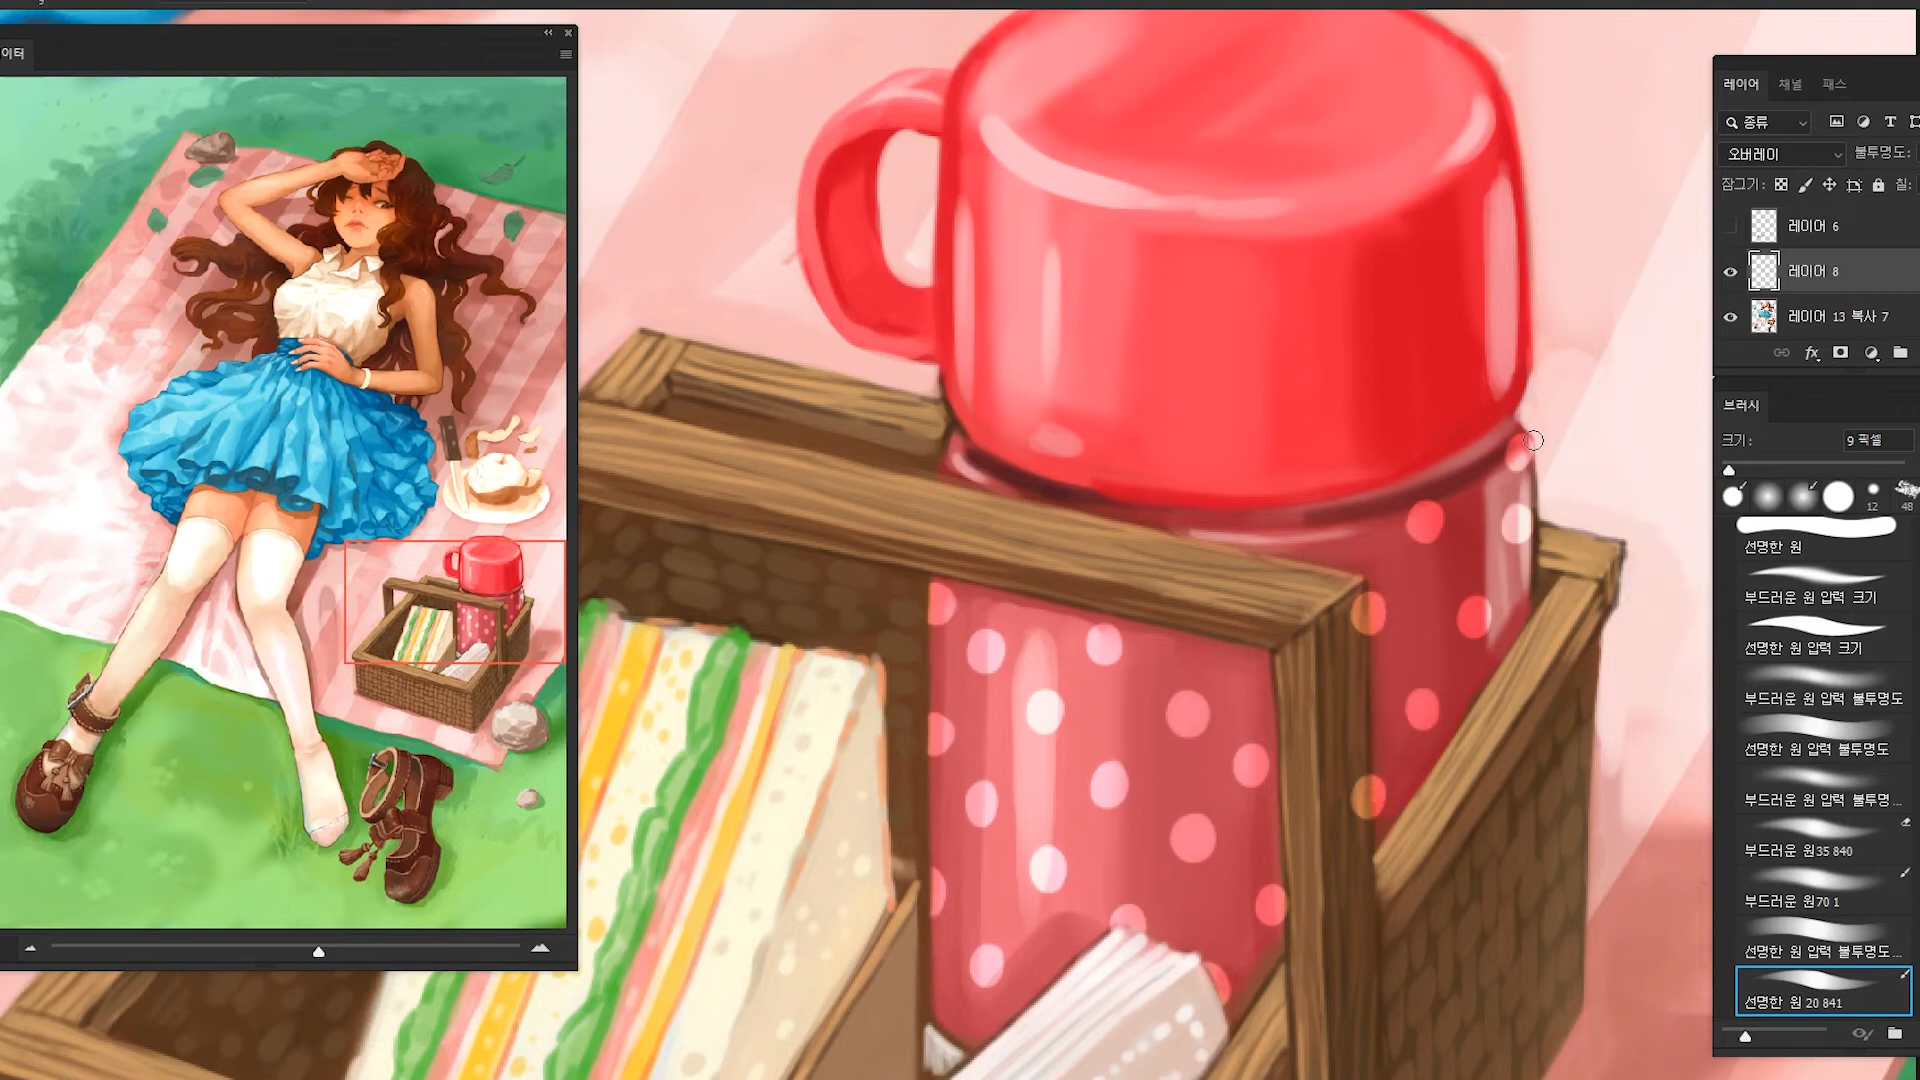 이터
레이어 채널 패스
종류 T
오버레이 불투명도:
잠그기: 칠:
레이어 6
레이어 8
레이어 13 복사 7
fx
브러시
크기: 9 픽셀
12 48
선명한 원
부드러운 원 압력 크기
선명한 원 압력 크기
부드러운 원 압력 불투명도
선명한 원 압력 불투명도
부드러운 원 압력 불투명...
부드러운 원35 840
부드러운 원70 1
선명한 원 압력 불투명도...
선명한 원 20 841